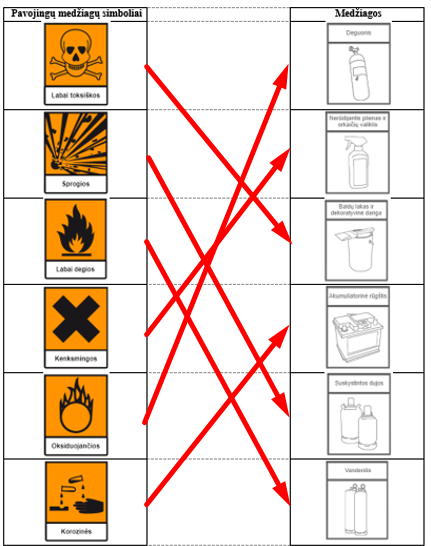 Pavojingų medžiagų simboliai
Medžiagos
Labai toksiškos
Deguonis
Sprogios
Nerūdijančio plieno ir
orkaičių valiklis
Labai degios
Baldų lakas ir
dekoratyvinė danga
Kenksmingos
Akumuliatorinė rūgštis
Oksiduojančios
Suskystintos dujos
Korozinės
Vandenilis